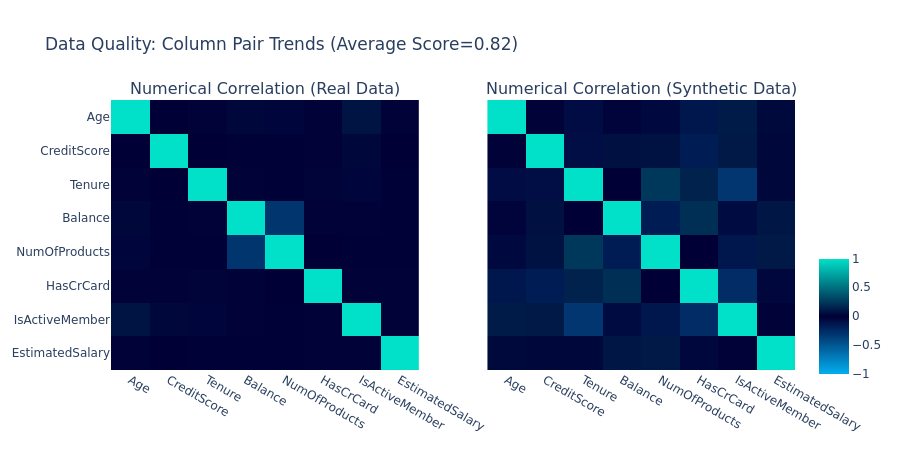 Data Quality: Column Pair Trends (Average Score=0.82)
Numerical Correlation (Real Data)
Numerical Correlation (Synthetic Data)
Age
CreditScore
Tenure
Balance
NumOfProducts
HasCrCard
IsActiveMember
EstimatedSalary
Age
CreditScore
Tenure
Balance
NumOfProducts
HasCrCard
IsActiveMember
EstimatedSalary
Age
CreditScore
Tenure
Balance
NumOfProducts
HasCrCard
IsActiveMember
EstimatedSalary
1
0.5
0
−0.5
−1